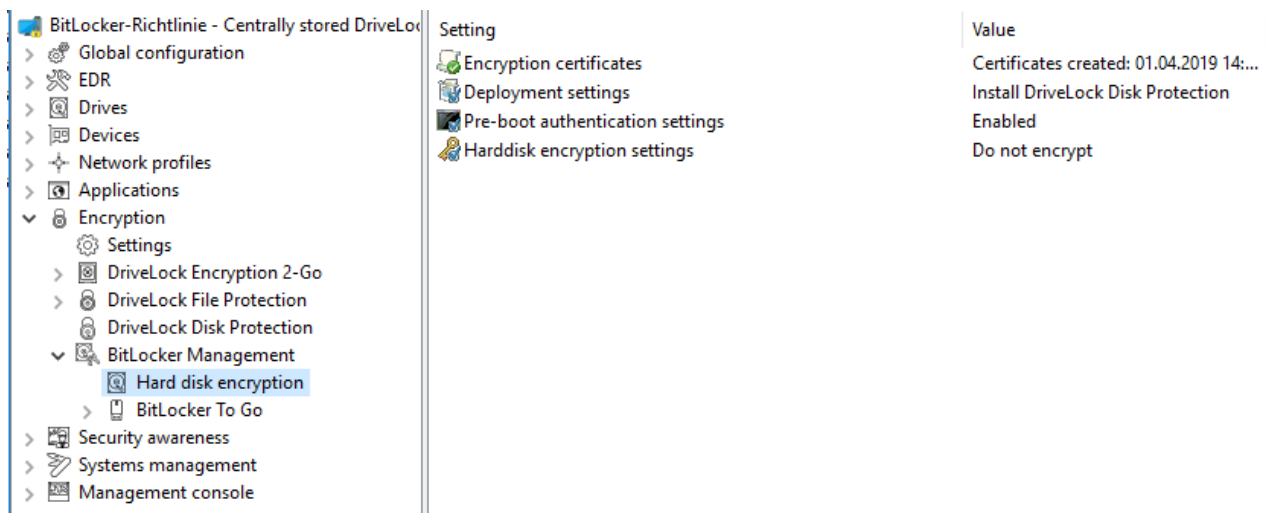 BitLocker-Richtlinie - Centrally stored DriveLoc
Global configuration
EDR
Drives
Devices
Network profiles
Applications
Encryption
Settings
DriveLock Encryption 2-Go
DriveLock File Protection
DriveLock Disk Protection
BitLocker Management
Hard disk encryption
BitLocker To Go
Security awareness
Systems management
Management console
Setting Value
Encryption certificates Certificates created: 01.04.2019 14:...
Deployment settings Install DriveLock Disk Protection
Pre-boot authentication settings Enabled
Harddisk encryption settings Do not encrypt